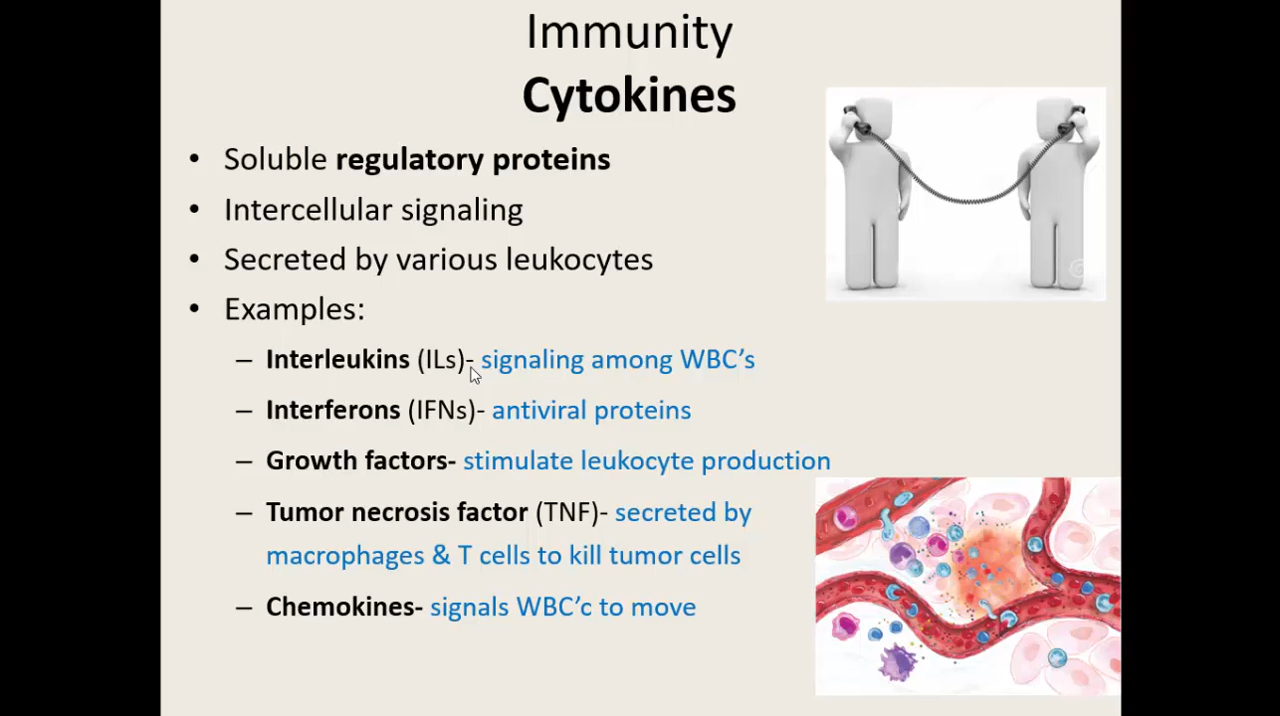 Immunity
Cytokines
• Soluble regulatory proteins
• Intercellular signaling
• Secreted by various leukocytes
• Examples:
– Interleukins (ILs)- signaling among WBC's
– Interferons (IFNs)- antiviral proteins
– Growth factors- stimulate leukocyte production
– Tumor necrosis factor (TNF)- secreted by
macrophages & T cells to kill tumor cells
– Chemokines- signals WBC'c to move